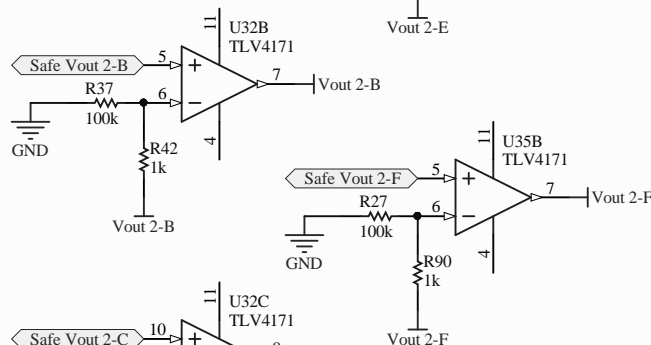 Vout 2-E
11
U32B
TLV4171
Safe Vout 2-B
5
6
7
Vout 2-B
R37
100k
GND
4
R42
1k
Vout 2-B
11
U35B
TLV4171
Safe Vout 2-F
5
6
7
Vout 2-F
R27
100k
GND
4
R90
1k
Vout 2-F
11
U32C
TLV4171
Safe Vout 2-C
10